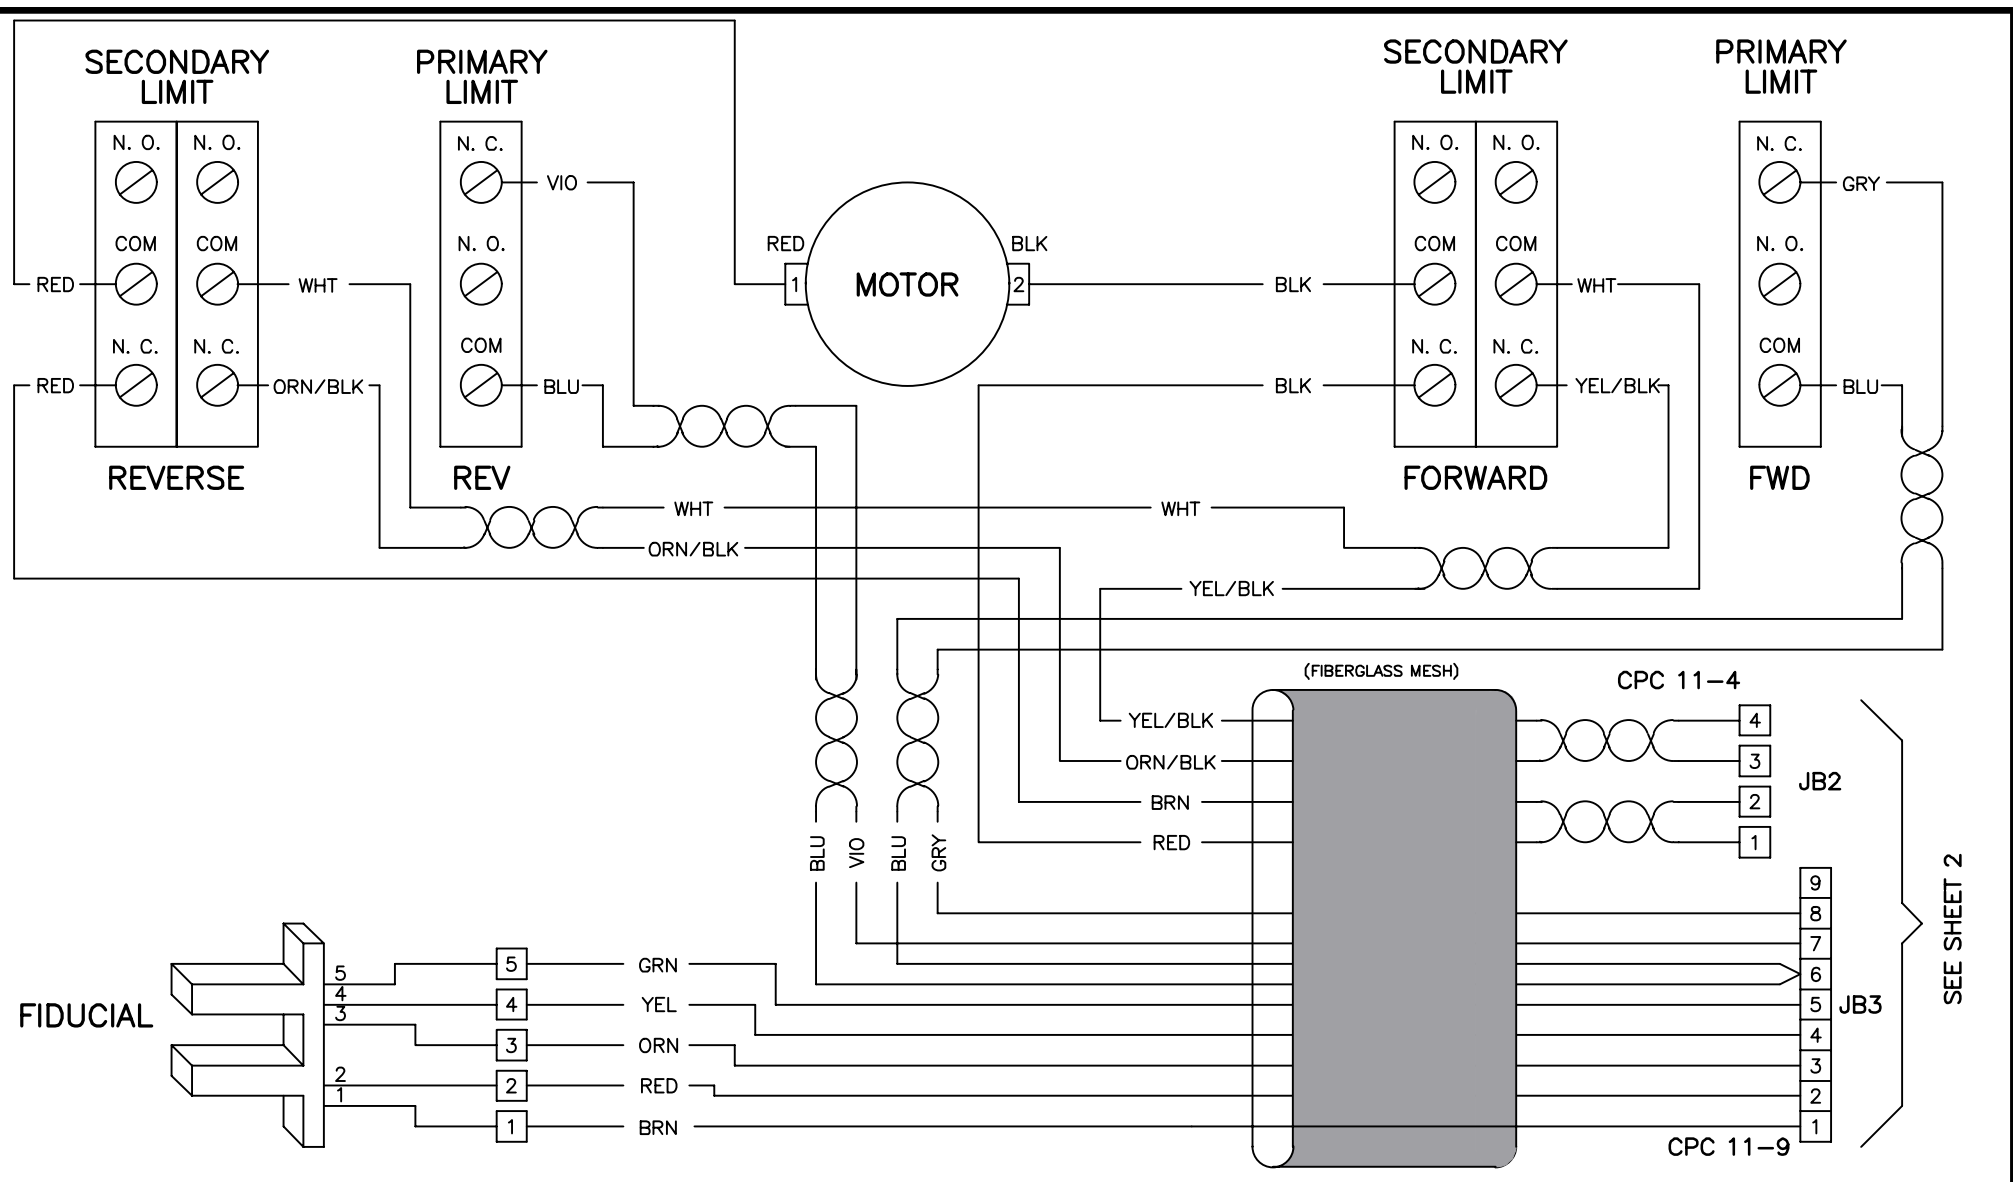 SECONDARY LIMIT
PRIMARY LIMIT
SECONDARY LIMIT
PRIMARY LIMIT
N. O. N. O.
N. C.
N. O. N. O.
N. C.
VIO
GRY
COM COM
N. O.
RED
BLK
COM COM
N. O.
RED
WHT
1
MOTOR
2
BLK
WHT
N. C. N. C.
COM
N. C. N. C.
COM
RED
ORN/BLK
BLU
BLK
YEL/BLK
BLU
REVERSE
REV
FORWARD
FWD
WHT
WHT
ORN/BLK
YEL/BLK
(FIBERGLASS MESH)
CPC 11-4
YEL/BLK
4
ORN/BLK
3
JB2
BRN
2
RED
1
BLU
VIO
BLU
GRY
SEE SHEET 2
9
8
7
6
5
4
3
2
1
JB3
CPC 11-9
FIDUCIAL
5
4
3
2
1
5
GRN
4
YEL
3
ORN
2
RED
1
BRN